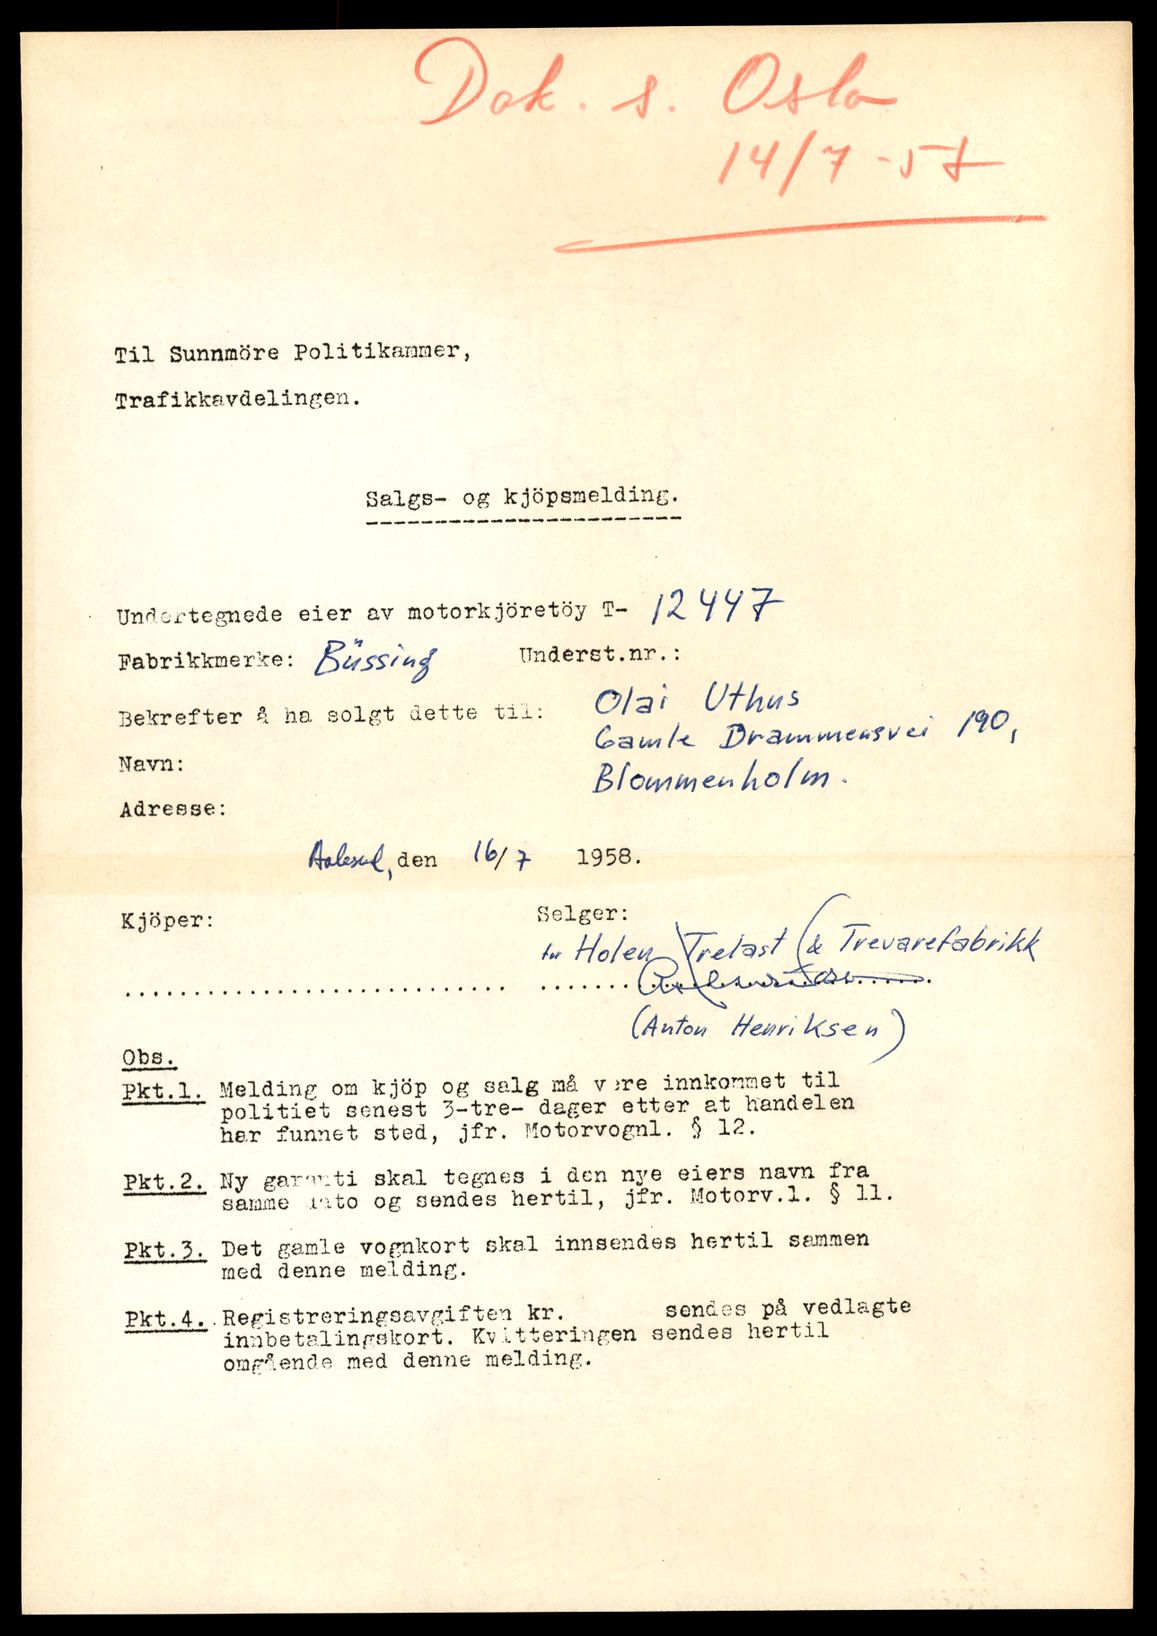 Dok. s. Oslo
14/7-57
Til Sunnmöre Politikammer,
Trafikkavdelingen.
Salgs- og kjöpsmelding.
Undertegnede eier av motorkjöretöy T- 12447
Fabrikkmerke: Büssing Underst.nr.:
Bekrefter å ha solgt dette til: Olai Uthus
Gamle Drammensvei 190,
Navn:
Blommenholm.
Adresse:
Aalesund, den 16/7 1958.
Kjöper: Selger:
for Holen Trelast & Trevarefabrikk
(Anton Henriksen)
Obs.
Pkt.1. Melding om kjöp og salg må være innkommet til
politiet senest 3-tre- dager etter at handelen
har funnet sted, jfr. Motorvognl. § 12.
Pkt.2. Ny garanti skal tegnes i den nye eiers navn fra
samme dato og sendes hertil, jfr. Motorv.l. § 11.
Pkt.3. Det gamle vognkort skal innsendes hertil sammen
med denne melding.
Pkt.4. Registreringsavgiften kr. sendes på vedlagte
innbetalingskort. Kvitteringen sendes hertil
omgående med denne melding.